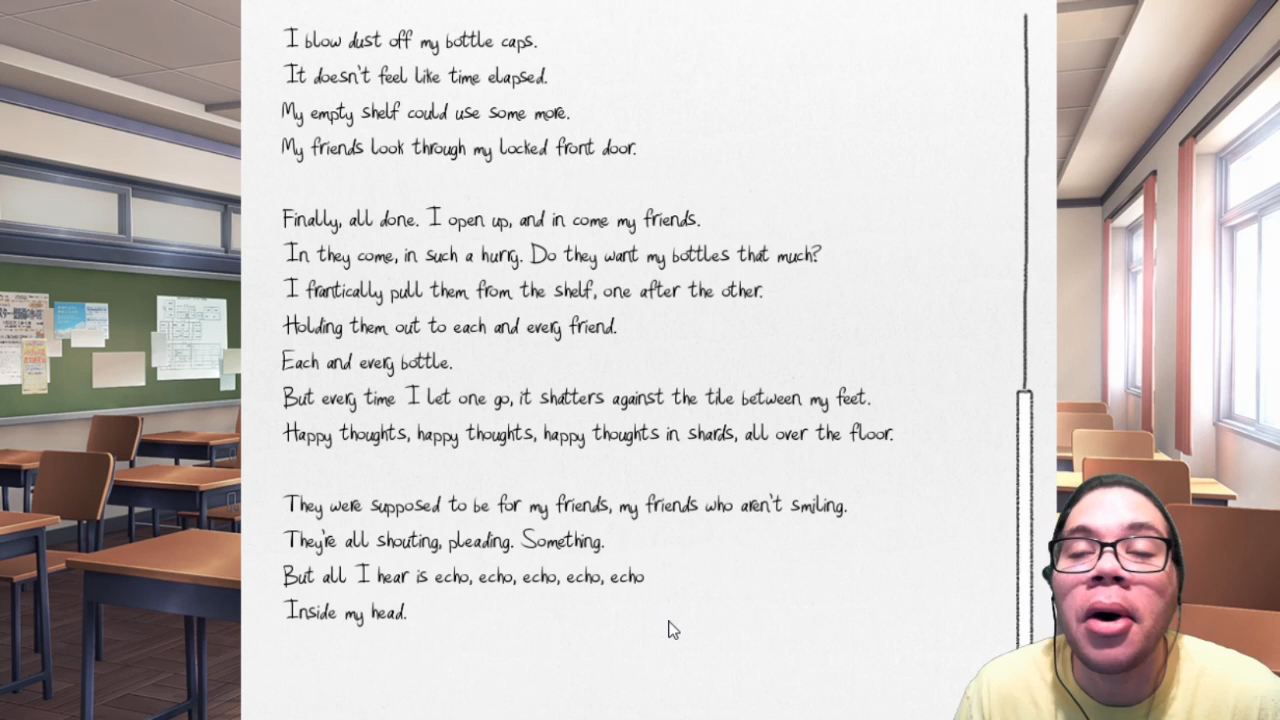 I blow dust off my bottle caps.
It doesn't feel like time elapsed.
My empty shelf could use some more.
My friends look through my locked front door.
Finally, all done. I open up, and in come my friends.
In they come, in such a hurry. Do they want my bottles that much?
I frantically pull them from the shelf, one after the other.
Holding them out to each and every friend.
Each and every bottle.
But every time I let one go, it shatters against the tile between my feet.
Happy thoughts, happy thoughts, happy thoughts in shards, all over the floor.
They were supposed to be for my friends, my friends who aren't smiling.
They're all shouting, pleading. Something.
But all I hear is echo, echo, echo, echo, echo
Inside my head.